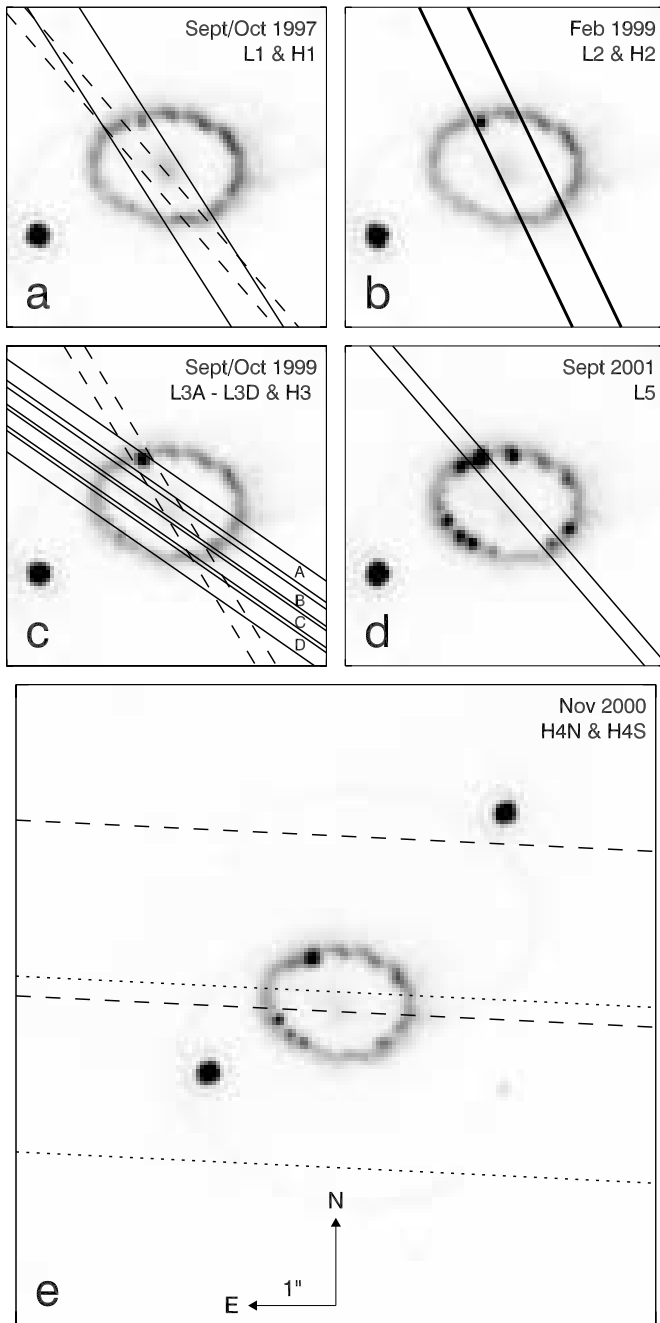 Sept/Oct 1997
L1 & H1
a
Feb 1999
L2 & H2
b
Sept/Oct 1999
L3A - L3D & H3
A
B
C
D
c
Sept 2001
L5
d
Nov 2000
H4N & H4S
N
1"
E
e